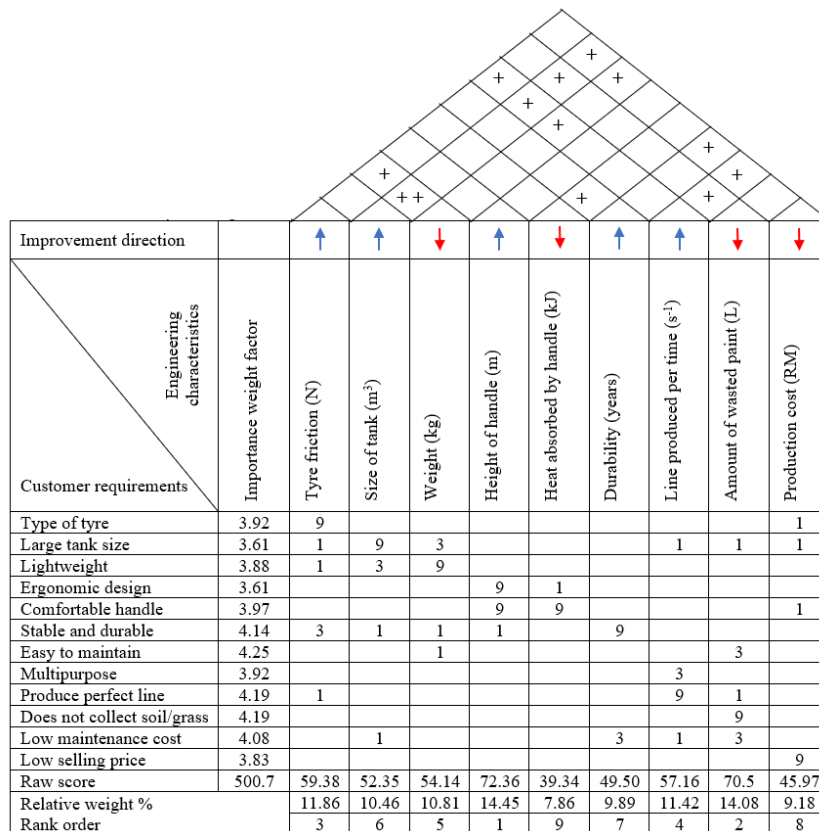 +
+ + +
+
+
+
+ +
++ + +
Improvement direction
Engineering
characteristics
Customer requirements
Importance weight factor
Tyre friction (N)
Size of tank (m³)
Weight (kg)
Height of handle (m)
Heat absorbed by handle (kJ)
Durability (years)
Line produced per time (s⁻¹)
Amount of wasted paint (L)
Production cost (RM)
Type of tyre 3.92 9 1
Large tank size 3.61 1 9 3 1 1 1
Lightweight 3.88 1 3 9
Ergonomic design 3.61 9 1
Comfortable handle 3.97 9 9 1
Stable and durable 4.14 3 1 1 1 9
Easy to maintain 4.25 1 3
Multipurpose 3.92 3
Produce perfect line 4.19 1 9 1
Does not collect soil/grass 4.19 9
Low maintenance cost 4.08 1 3 1 3
Low selling price 3.83 9
Raw score 500.7 59.38 52.35 54.14 72.36 39.34 49.50 57.16 70.5 45.97
Relative weight % 11.86 10.46 10.81 14.45 7.86 9.89 11.42 14.08 9.18
Rank order 3 6 5 1 9 7 4 2 8